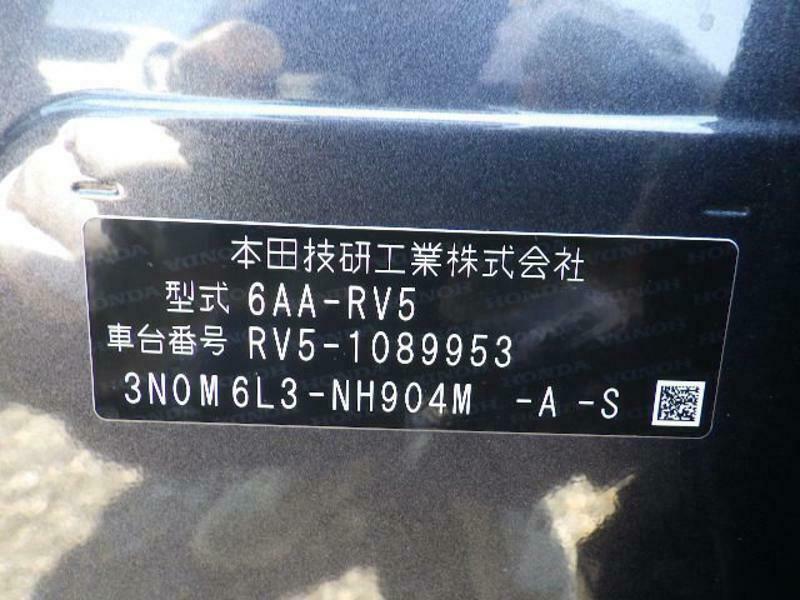 本田技研工業株式会社
型式 6AA-RV5
車台番号 RV5-1089953
3N0M6L3-NH904M -A -S